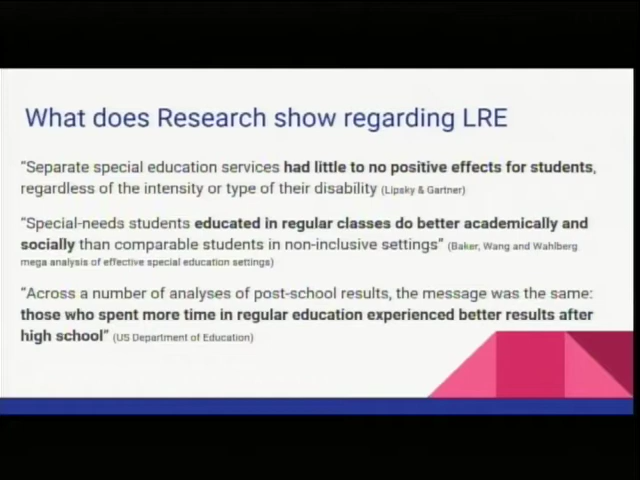 What does Research show regarding LRE
“Separate special education services had little to no positive effects for students,
regardless of the intensity or type of their disability (Lipsky & Gartner)
“Special-needs students educated in regular classes do better academically and
socially than comparable students in non-inclusive settings” (Baker, Wang and Wahlberg
mega analysis of effective special education settings)
“Across a number of analyses of post-school results, the message was the same:
those who spent more time in regular education experienced better results after
high school” (US Department of Education)